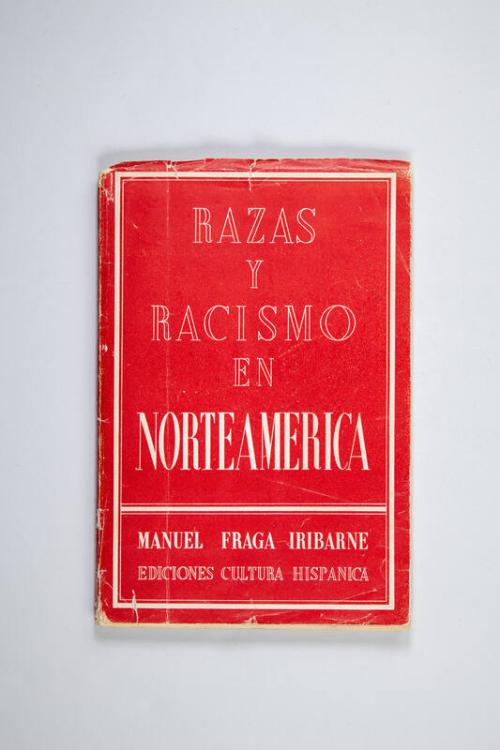 RAZAS
Y
RACISMO
EN
NORTEAMERICA
MANUEL FRAGA IRIBARNE
EDICIONES CULTURA HISPANICA